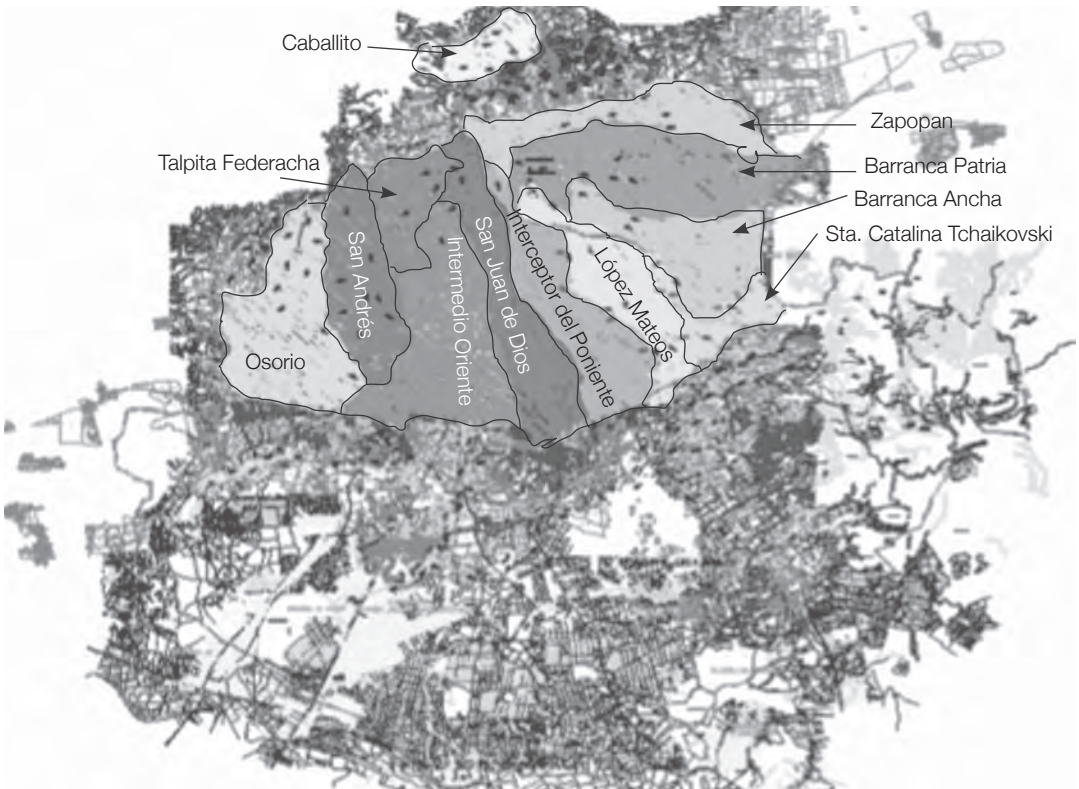 Caballito
Zapopan
Talpita Federacha
Barranca Patria
Barranca Ancha
Sta. Catalina Tchaikovski
San Andrés
Intermedio Oriente
San Juan de Dios
Interceptor del Poniente
López Mateos
Osorio